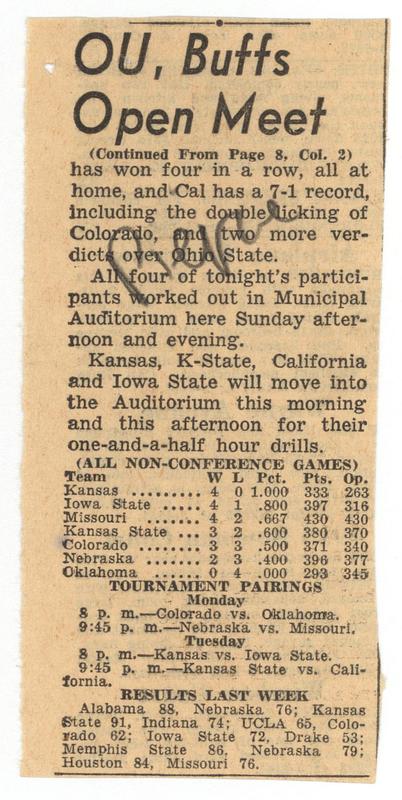 OU, Buffs
Open Meet
(Continued From Page 8, Col. 2)
has won four in a row, all at
home, and Cal has a 7-1 record,
including the double licking of
Colorado, and two more ver-
dicts over Ohio State.
All four of tonight's partici-
pants worked out in Municipal
Auditorium here Sunday after-
noon and evening.
Kansas, K-State, California
and Iowa State will move into
the Auditorium this morning
and this afternoon for their
one-and-a-half hour drills.
(ALL NON-CONFERENCE GAMES)
Team W L Pct. Pts. Op.
Kansas ......... 4 0 1.000 333 263
Iowa State ..... 4 1 .800 397 316
Missouri ....... 4 2 .667 430 430
Kansas State ... 3 2 .600 380 370
Colorado ........ 3 3 .500 371 340
Nebraska ....... 2 3 .400 396 377
Oklahoma ...... 0 4 .000 293 345
TOURNAMENT PAIRINGS
Monday
8 p. m.—Colorado vs. Oklahoma.
9:45 p. m.—Nebraska vs. Missouri.
Tuesday
8 p. m.—Kansas vs. Iowa State.
9:45 p. m.—Kansas State vs. Cali-
fornia.
RESULTS LAST WEEK
Alabama 88, Nebraska 76; Kansas
State 91, Indiana 74; UCLA 65, Colo-
rado 62; Iowa State 72, Drake 53;
Memphis State 86, Nebraska 79;
Houston 84, Missouri 76.